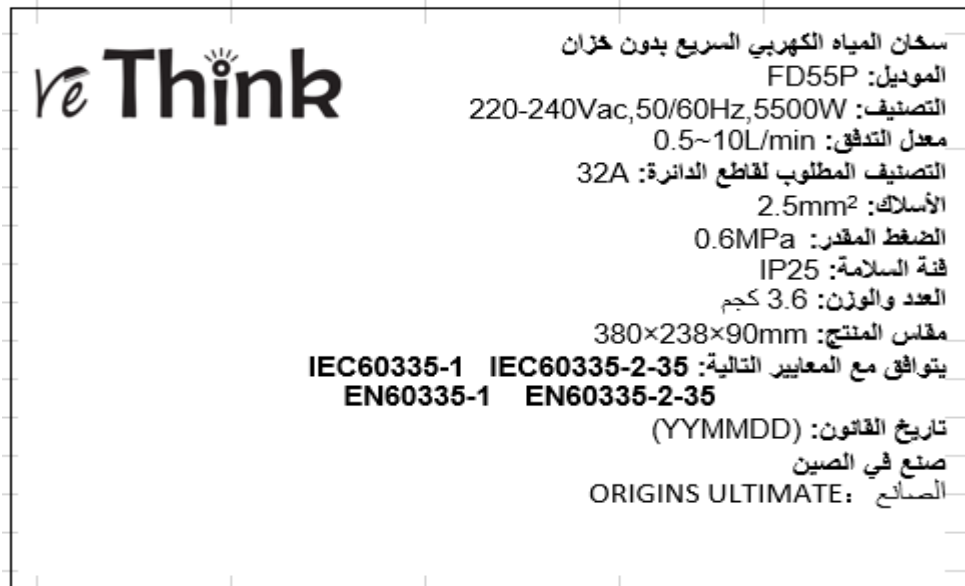 re Think
سخان المياه الكهربي السريع بدون خزان
الموديل: FD55P
التصنيف: 220-240Vac,50/60Hz,5500W
معدل التدفق: 0.5~10L/min
التصنيف المطلوب لقاطع الدائرة: 32A
الأسلاك: 2.5mm²
الضغط المقدر: 0.6MPa
فئة السلامة: IP25
العدد والوزن: 3.6 كجم
مقاس المنتج: 380×238×90mm
يتوافق مع المعايير التالية: IEC60335-1 IEC60335-2-35
EN60335-1 EN60335-2-35
تاريخ القانون: (YYMMDD)
صنع في الصين
الصانع :ORIGINS ULTIMATE